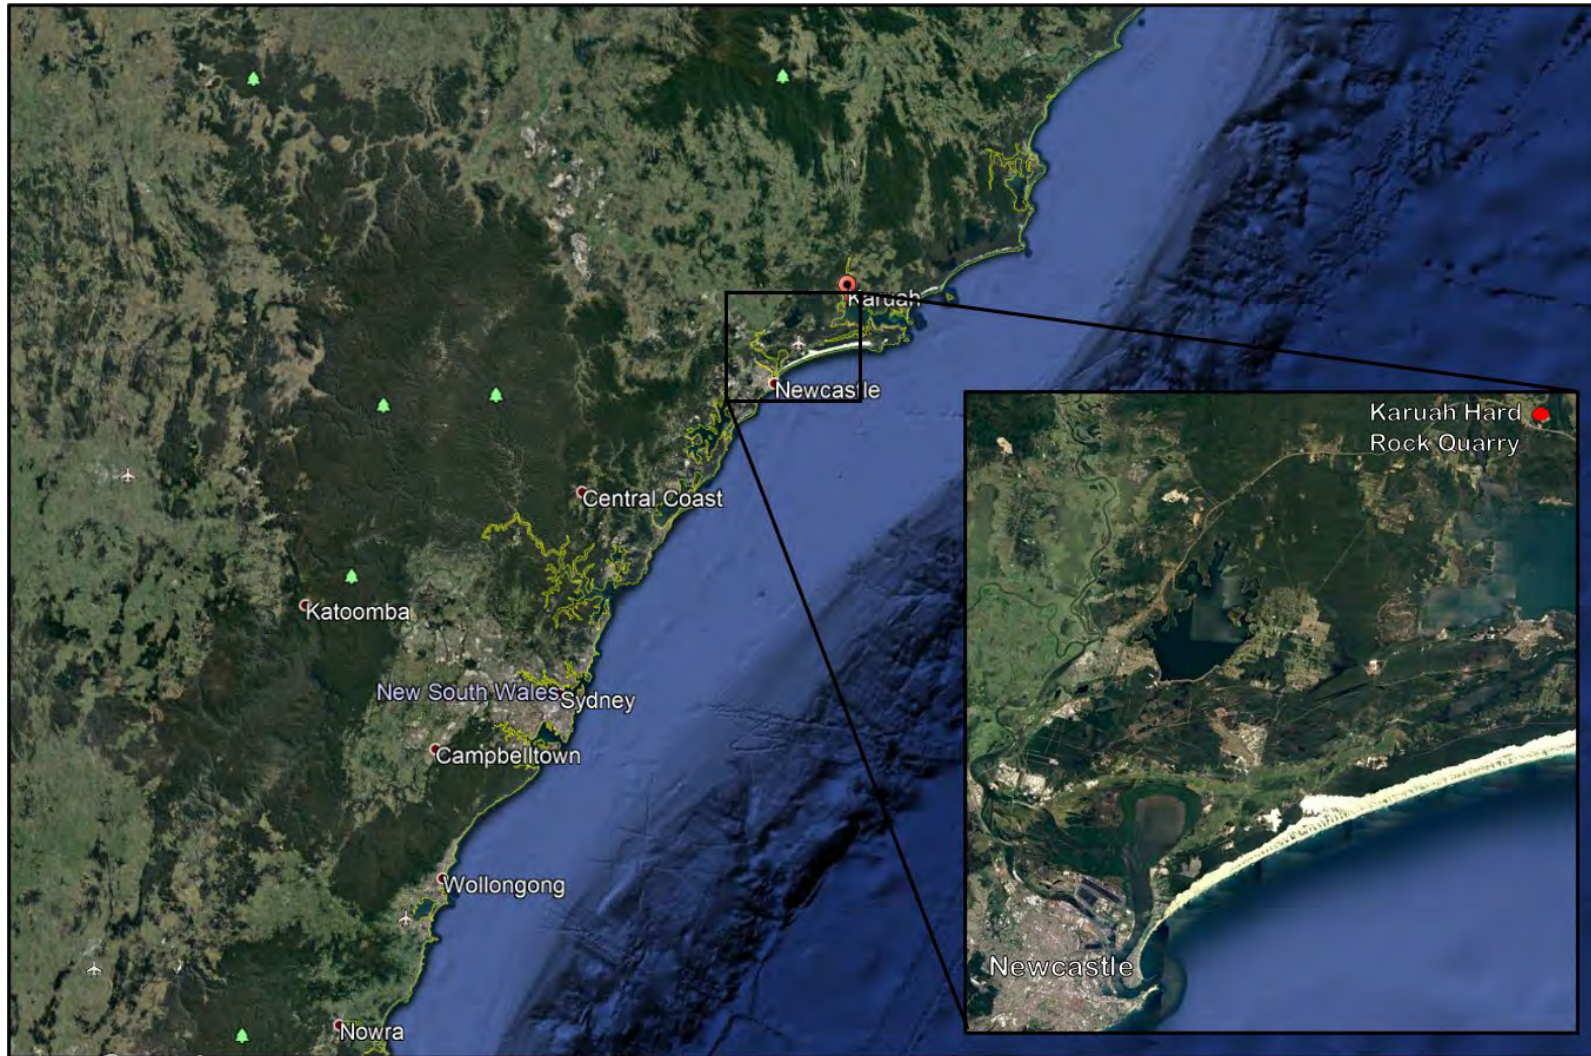 Karuah
Newcastle
Karuah Hard
Rock Quarry
Central Coast
Katoomba
New South Wales
Sydney
Campbelltown
Wollongong
Newcastle
Nowra